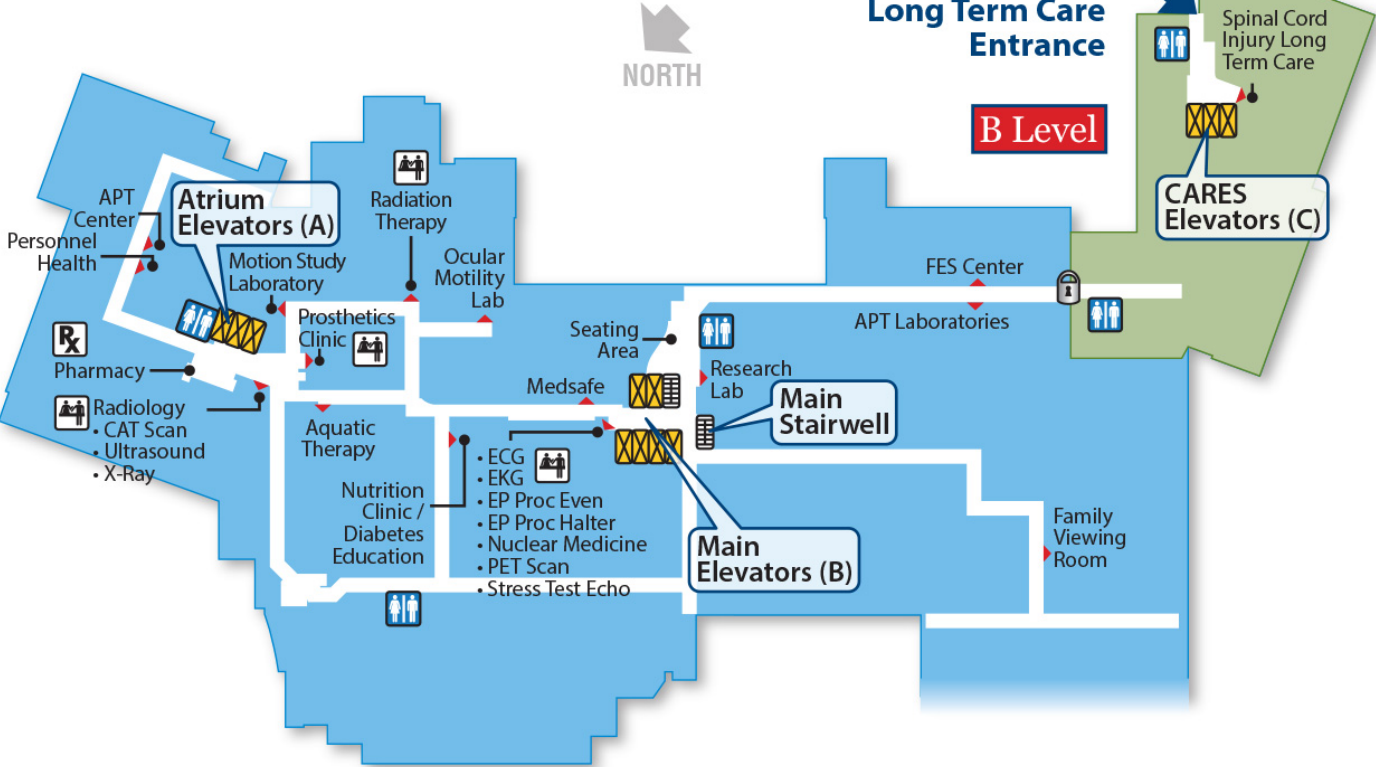 Long Term Care
Entrance
Spinal Cord
Injury Long
Term Care
NORTH
B Level
CARES
Elevators (C)
APT
Center
Personnel
Health
Atrium
Elevators (A)
Motion Study
Laboratory
Radiation
Therapy
Ocular
Motility
Lab
Prosthetics
Clinic
Seating
Area
FES Center
APT Laboratories
Rx
Pharmacy
Radiology
• CAT Scan
• Ultrasound
• X-Ray
Aquatic
Therapy
Medsafe
Research
Lab
Main
Stairwell
Nutrition
Clinic /
Diabetes
Education
• ECG
• EKG
• EP Proc Even
• EP Proc Halter
• Nuclear Medicine
• PET Scan
• Stress Test Echo
Main
Elevators (B)
Family
Viewing
Room